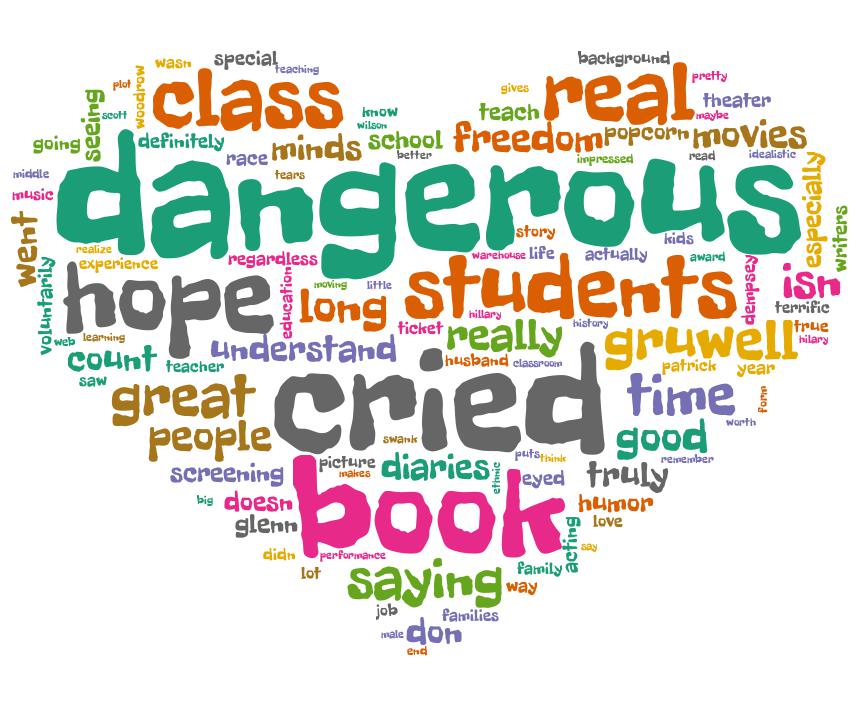 background
wasn special
teaching
plot
class
real
pretty
gives
woodrow
seeing
scott
know
wilson
teach
theater
maybe
going
definitely
race
minds
school
better
freedom
popcorn
movies
impressed
read
idealistic
middle
music
tears
dangerous
especially
writers
went
realize
experience
regardless
story
warehouse
life
actually
kids
award
voluntarily
hope
education
moving
little
long
students
dempsey
isn
terrific
true
hilary
hillary
history
ticket
really
gruwell
web
learning
count
understand
teacher
saw
husband
classroom
patrick
year
great
cried
time
form
worth
people
swank
good
remember
screening
picture
makes
diaries
ethnic
puts
think
eyed
truly
big
doesn
glenn
book
humor
love
acting
say
didn
performance
lot
saying
family
way
job
families
male
don
end